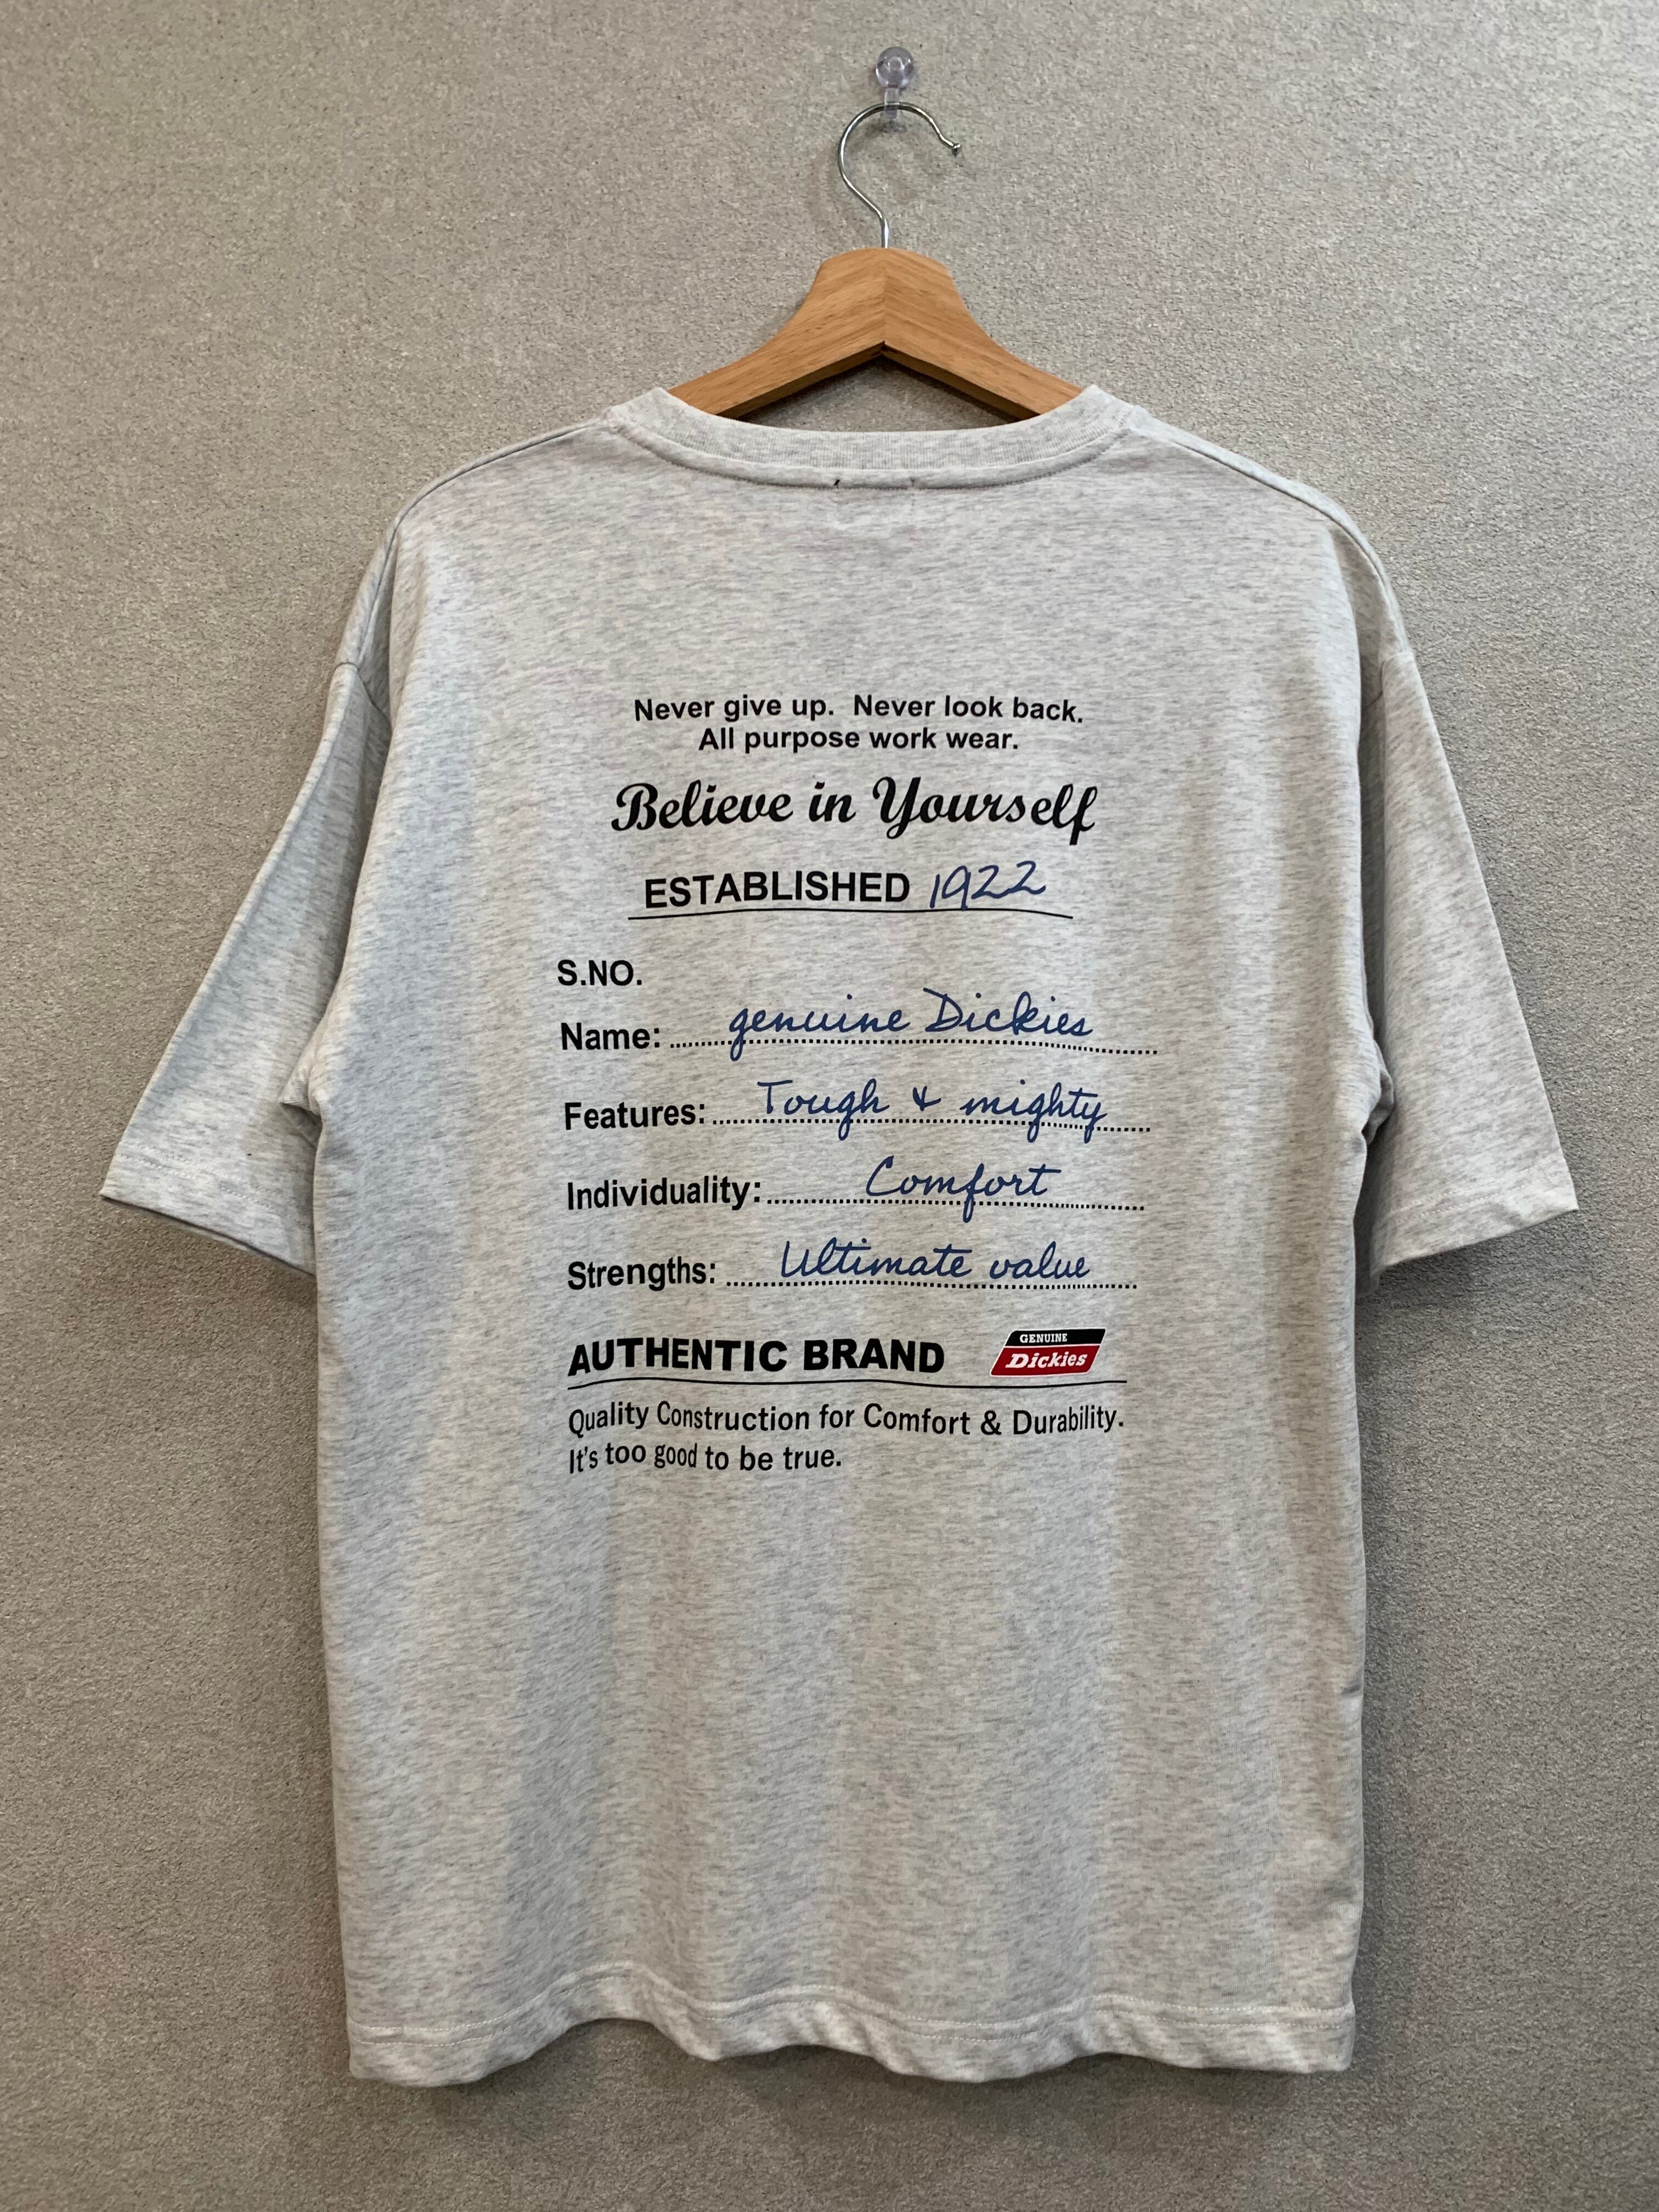 Never give up. Never look back.
All purpose work wear.
Believe in Yourself
ESTABLISHED 1922
S.NO.
Name: genuine Dickies
Features: Tough & mighty
Individuality: Comfort
Strengths: Ultimate value
AUTHENTIC BRAND GENUINE Dickies
Quality Construction for Comfort & Durability.
It's too good to be true.